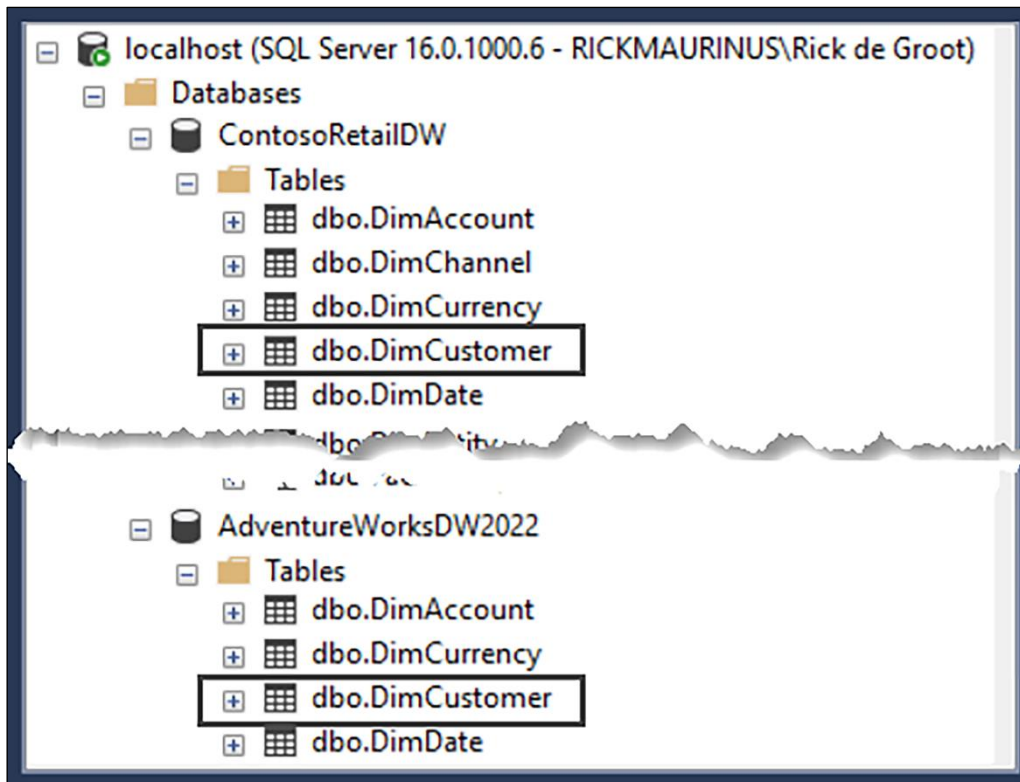 localhost (SQL Server 16.0.1000.6 - RICKMAURINUS\Rick de Groot)
Databases
ContosoRetailDW
Tables
dbo.DimAccount
dbo.DimChannel
dbo.DimCurrency
dbo.DimCustomer
dbo.DimDate
AdventureWorksDW2022
Tables
dbo.DimAccount
dbo.DimCurrency
dbo.DimCustomer
dbo.DimDate